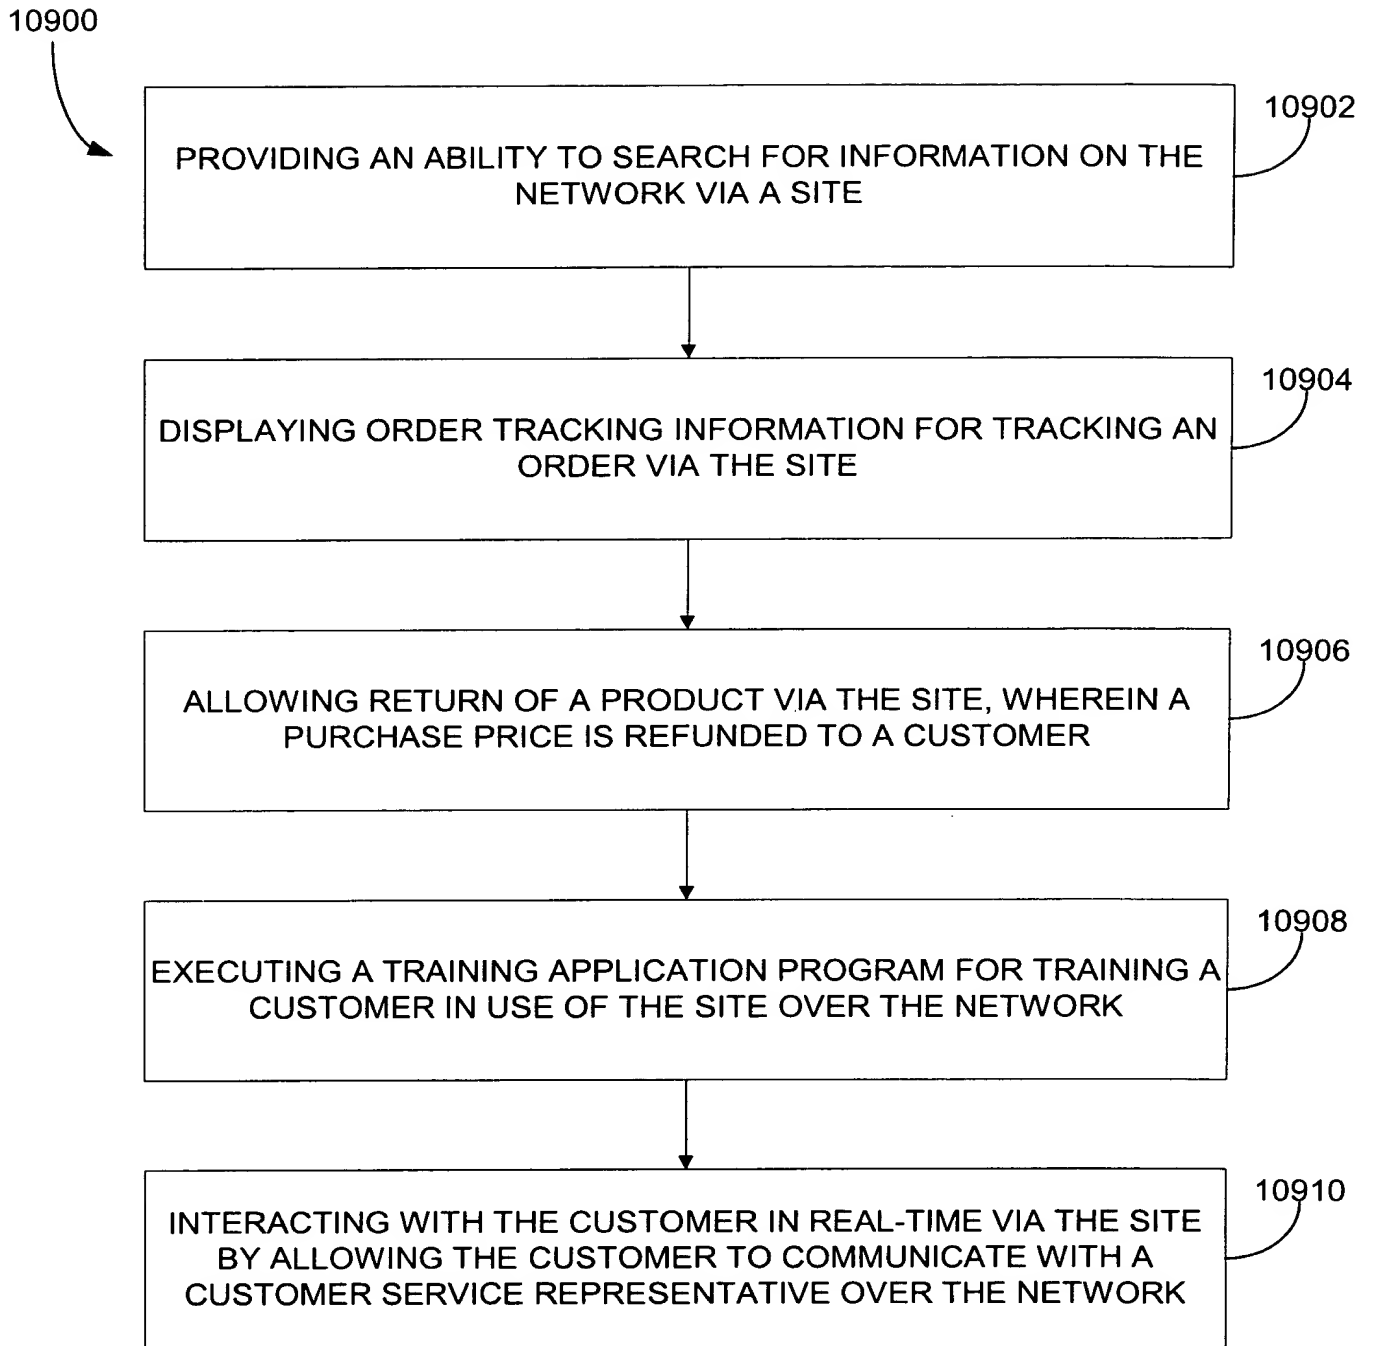 10900
10902
PROVIDING AN ABILITY TO SEARCH FOR INFORMATION ON THE
NETWORK VIA A SITE
10904
DISPLAYING ORDER TRACKING INFORMATION FOR TRACKING AN
ORDER VIA THE SITE
10906
ALLOWING RETURN OF A PRODUCT VIA THE SITE, WHEREIN A
PURCHASE PRICE IS REFUNDED TO A CUSTOMER
10908
EXECUTING A TRAINING APPLICATION PROGRAM FOR TRAINING A
CUSTOMER IN USE OF THE SITE OVER THE NETWORK
10910
INTERACTING WITH THE CUSTOMER IN REAL-TIME VIA THE SITE
BY ALLOWING THE CUSTOMER TO COMMUNICATE WITH A
CUSTOMER SERVICE REPRESENTATIVE OVER THE NETWORK